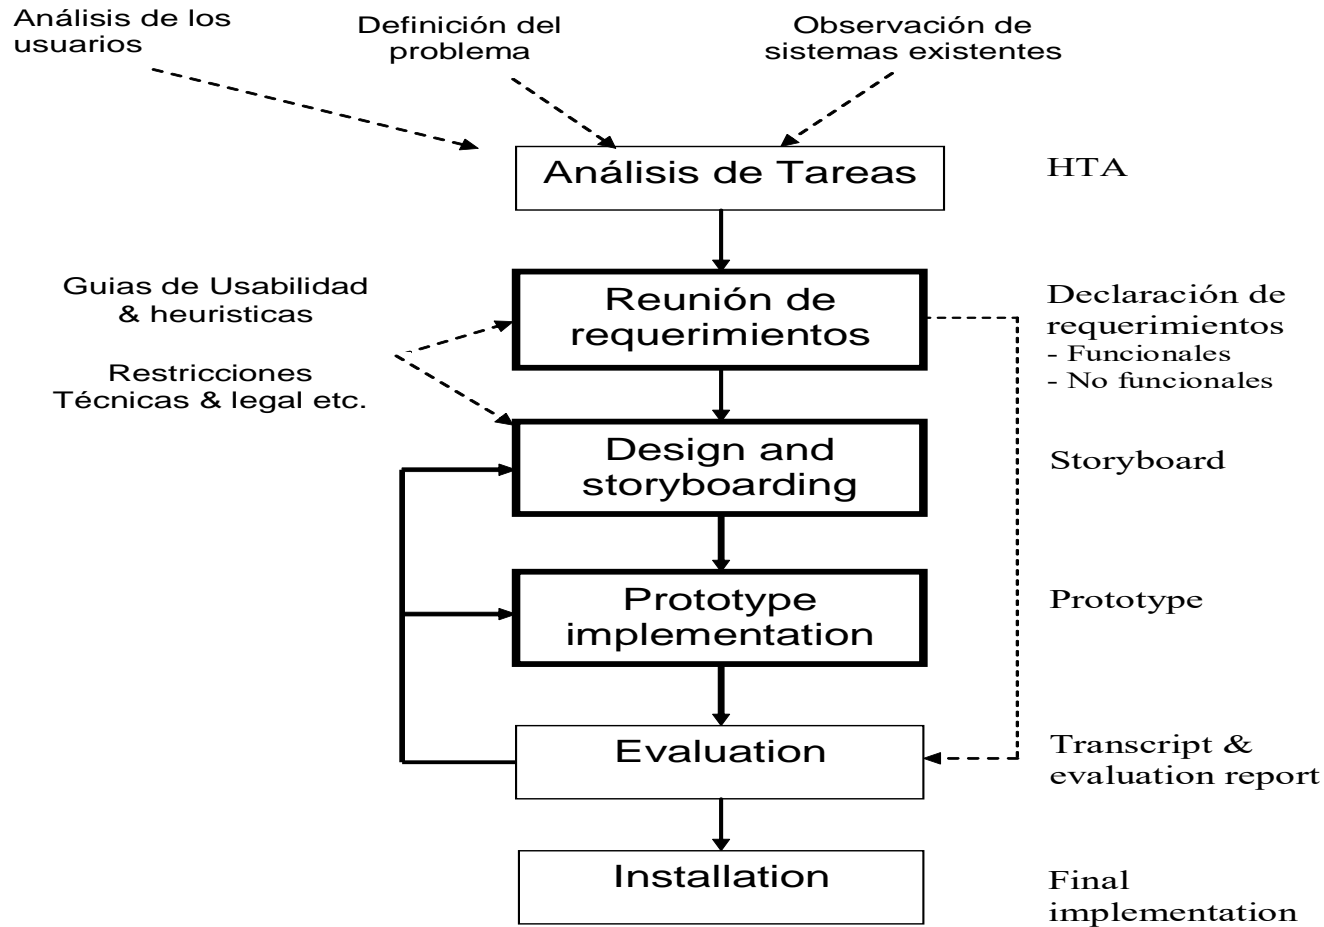 Análisis de los
usuarios
Definición del
problema
Observación de
sistemas existentes
Análisis de Tareas
HTA
Guias de Usabilidad
& heuristicas
Restricciones
Técnicas & legal etc.
Reunión de
requerimientos
Declaración de
requerimientos
- Funcionales
- No funcionales
Design and
storyboarding
Storyboard
Prototype
implementation
Prototype
Evaluation
Transcript &
evaluation report
Installation
Final
implementation